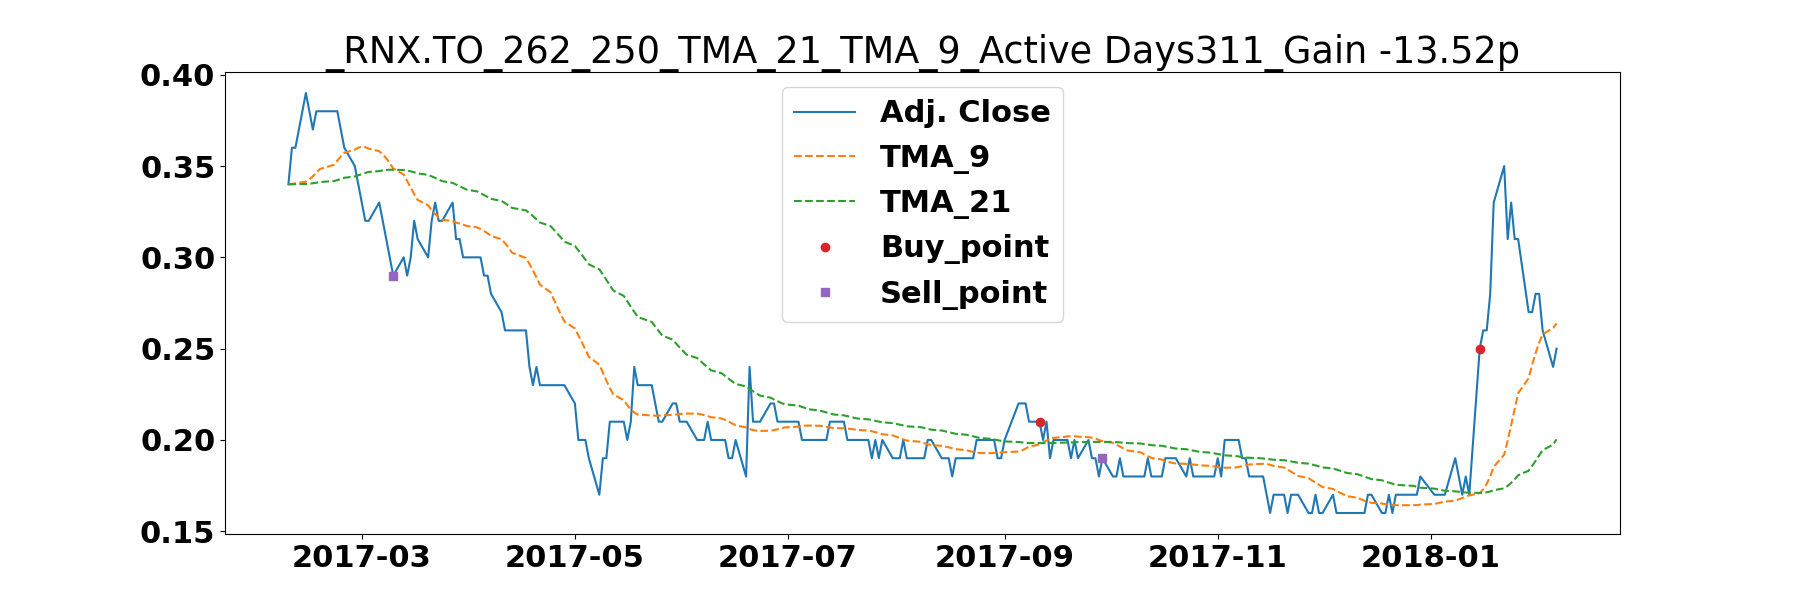 _RNX.TO_262_250_TMA_21_TMA_9_Active Days311_Gain -13.52p
0.40
0.35
0.30
0.25
0.20
0.15
Adj. Close
TMA_9
TMA_21
Buy_point
Sell_point
2017-03 2017-05 2017-07 2017-09 2017-11 2018-01